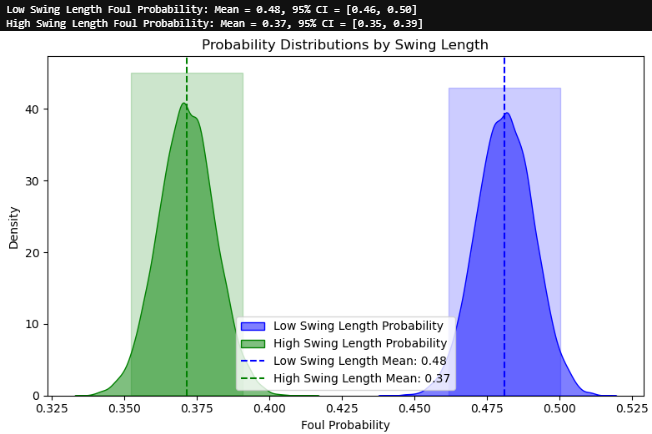 Low Swing Length Foul Probability: Mean = 0.48, 95% CI = [0.46, 0.50]
High Swing Length Foul Probability: Mean = 0.37, 95% CI = [0.35, 0.39]
Probability Distributions by Swing Length
40
30
20
10
0
Density
Low Swing Length Probability
High Swing Length Probability
Low Swing Length Mean: 0.48
High Swing Length Mean: 0.37
0.325 0.350 0.375 0.400 0.425 0.450 0.475 0.500 0.525
Foul Probability